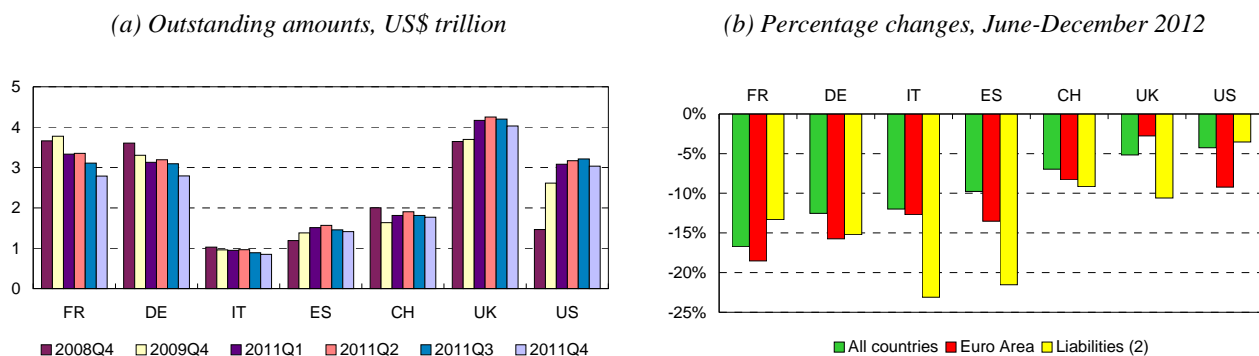 (a) Outstanding amounts, US$ trillion
(b) Percentage changes, June-December 2012
5
4
3
2
1
0
FR DE IT ES CH UK US
2008Q4 2009Q4 2011Q1 2011Q2 2011Q3 2011Q4
FR DE IT ES CH UK US
0%
-5%
-10%
-15%
-20%
-25%
All countries Euro Area Liabilities (2)